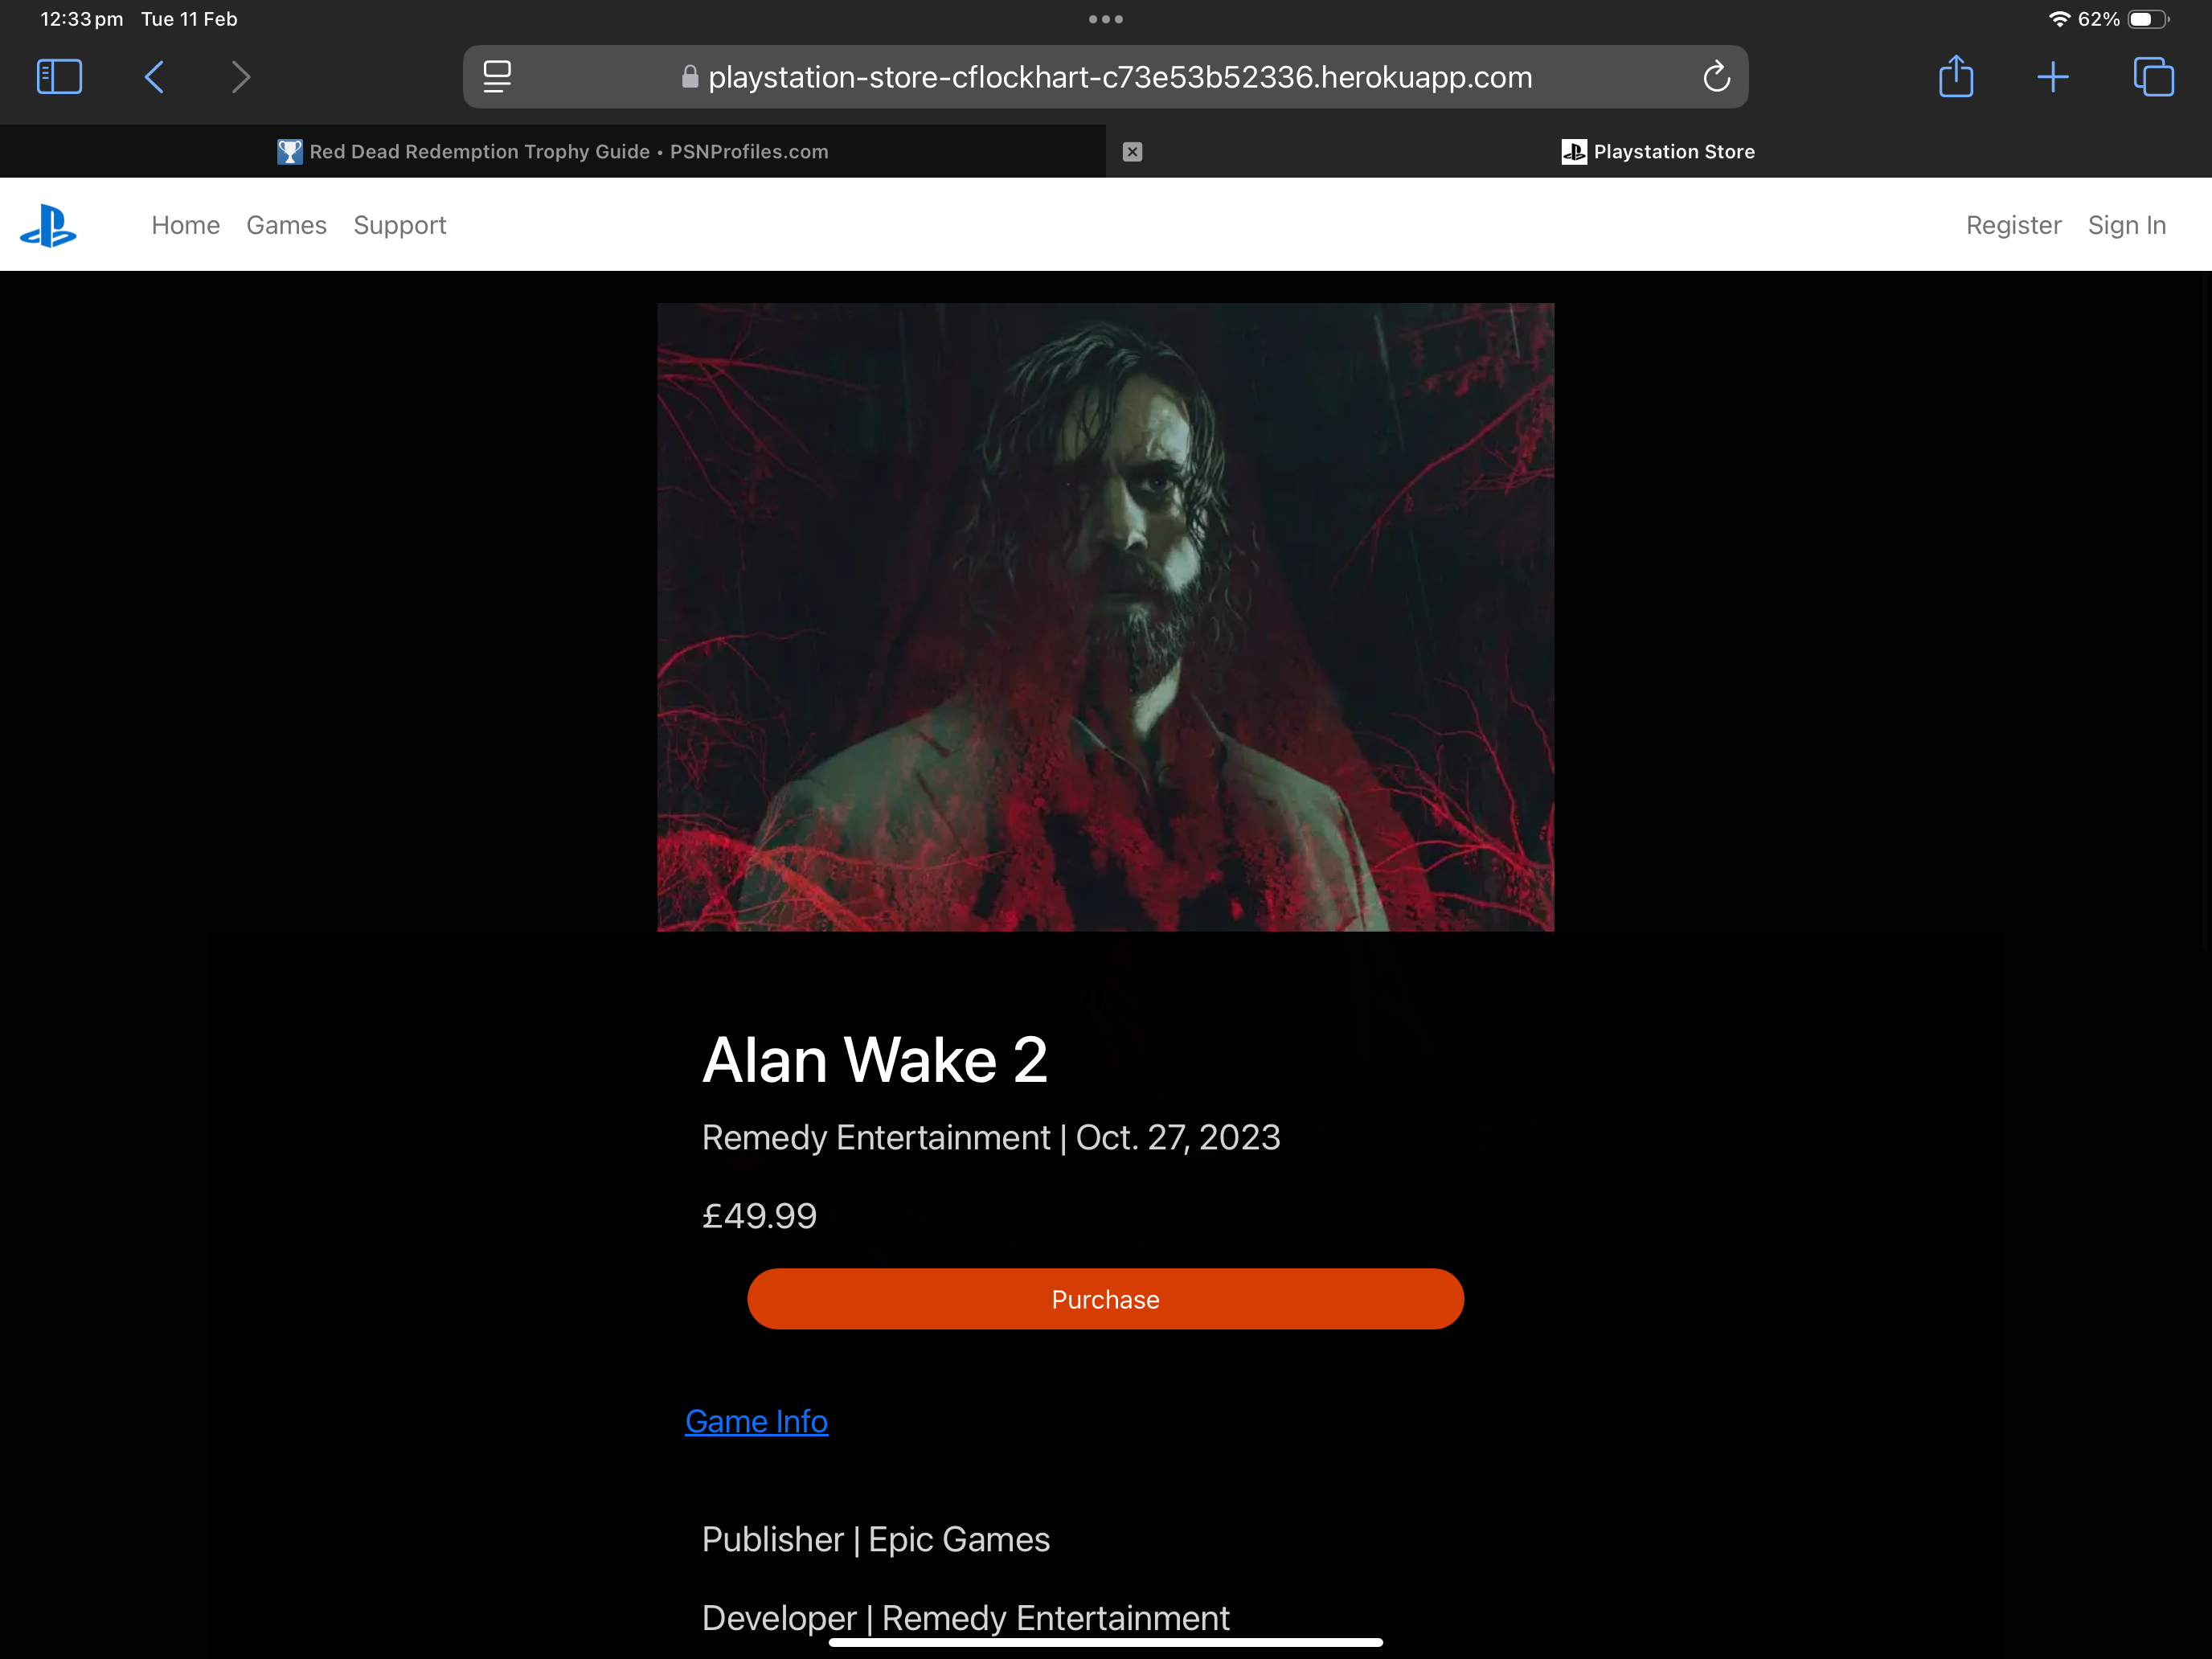 12:33 pm Tue 11 Feb
62%
playstation-store-cflockhart-c73e53b52336.herokuapp.com
Red Dead Redemption Trophy Guide • PSNProfiles.com
Playstation Store
Home Games Support
Register Sign In
Alan Wake 2
Remedy Entertainment | Oct. 27, 2023
£49.99
Purchase
Game Info
Publisher | Epic Games
Developer | Remedy Entertainment